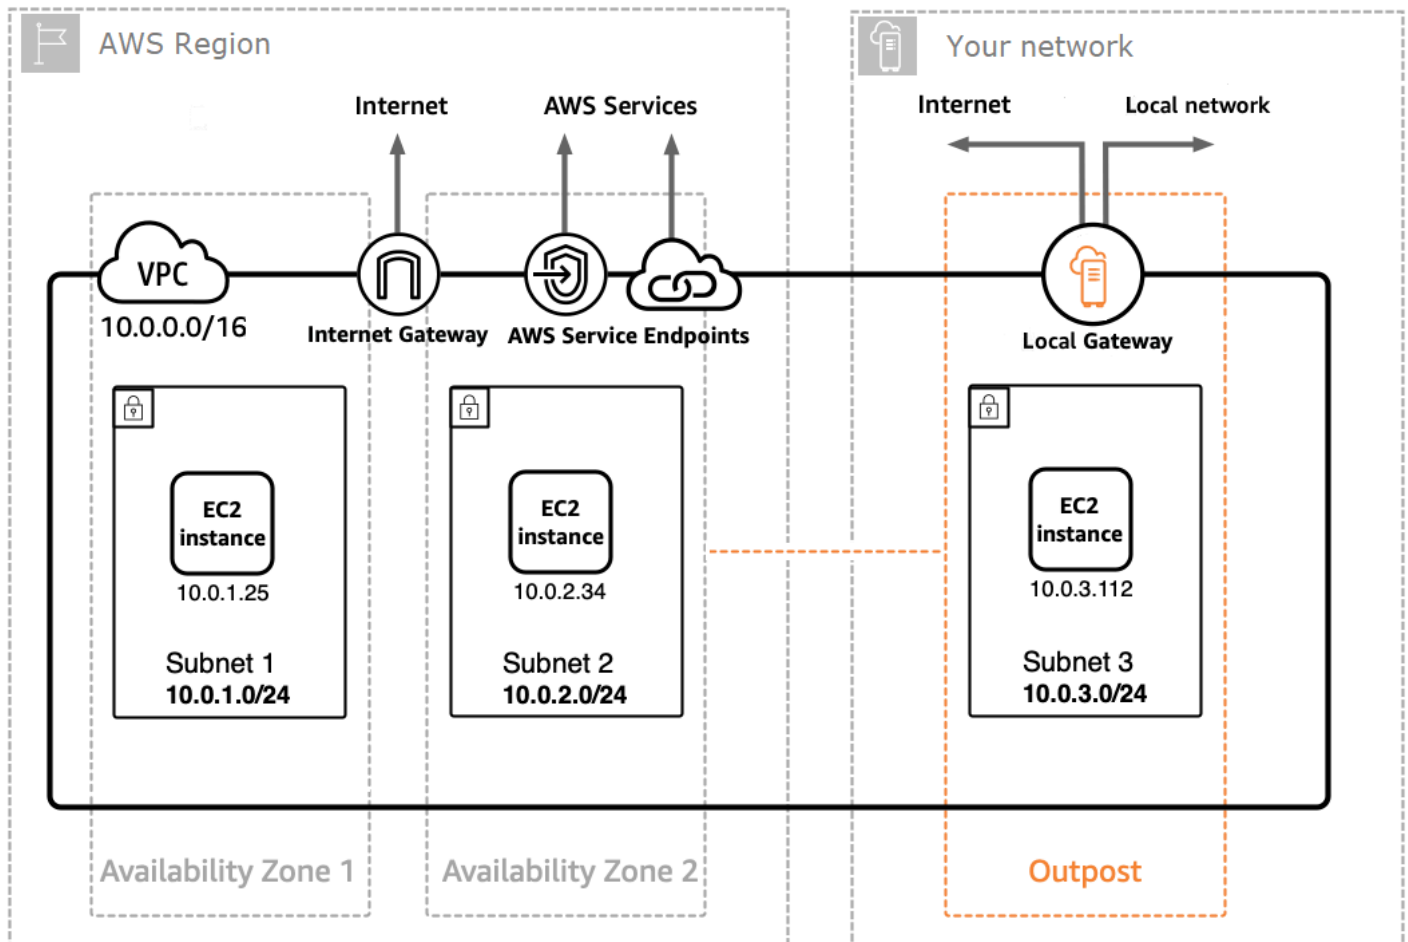 AWS Region
Your network
Internet
AWS Services
Internet
Local network
VPC
10.0.0.0/16
Internet Gateway
AWS Service Endpoints
Local Gateway
EC2
instance
10.0.1.25
Subnet 1
10.0.1.0/24
EC2
instance
10.0.2.34
Subnet 2
10.0.2.0/24
EC2
instance
10.0.3.112
Subnet 3
10.0.3.0/24
Availability Zone 1
Availability Zone 2
Outpost